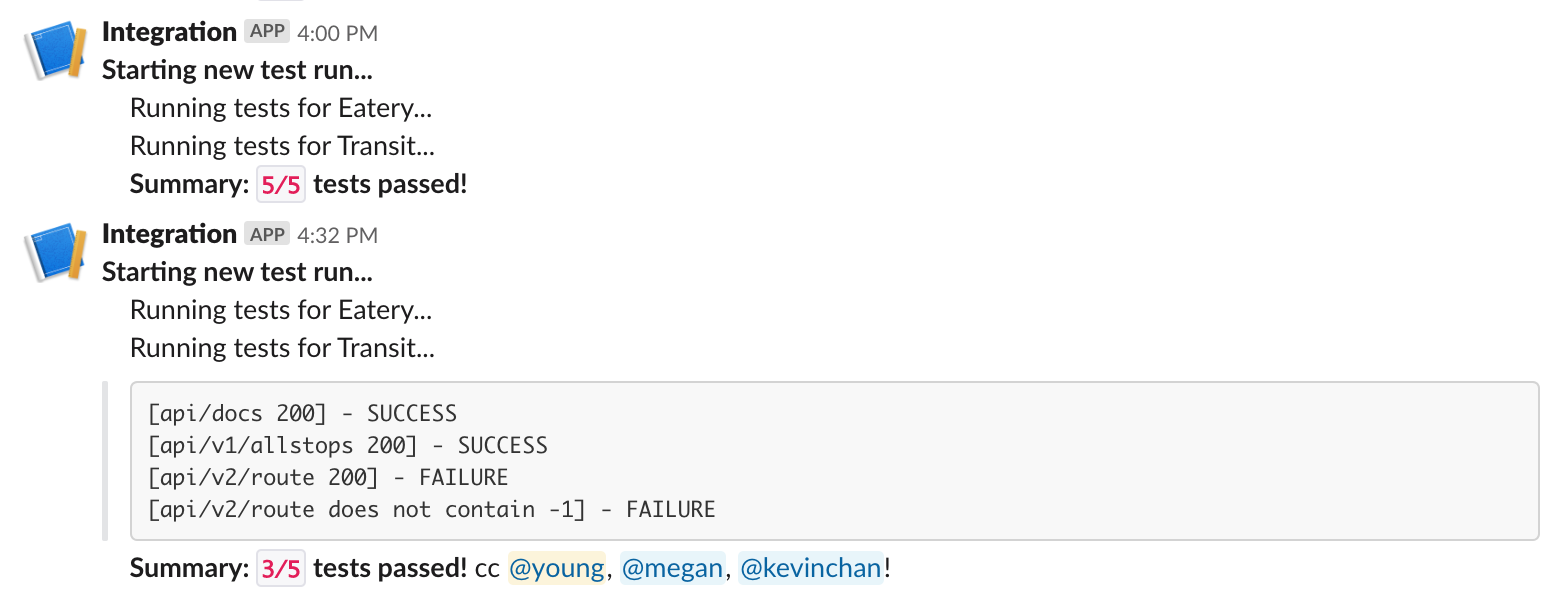 Integration APP 4:00 PM
Starting new test run...
Running tests for Eatery...
Running tests for Transit...
Summary: 5/5 tests passed!
Integration APP 4:32 PM
Starting new test run...
Running tests for Eatery...
Running tests for Transit...
[api/docs 200] - SUCCESS
[api/v1/allstops 200] - SUCCESS
[api/v2/route 200] - FAILURE
[api/v2/route does not contain -1] - FAILURE
Summary: 3/5 tests passed! cc @young, @megan, @kevinchan!